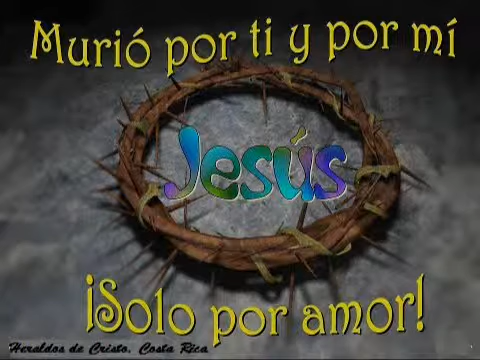 Murió por ti y por mí
Jesús
¡Solo por amor!
Heraldos de Cristo. Costa Rica